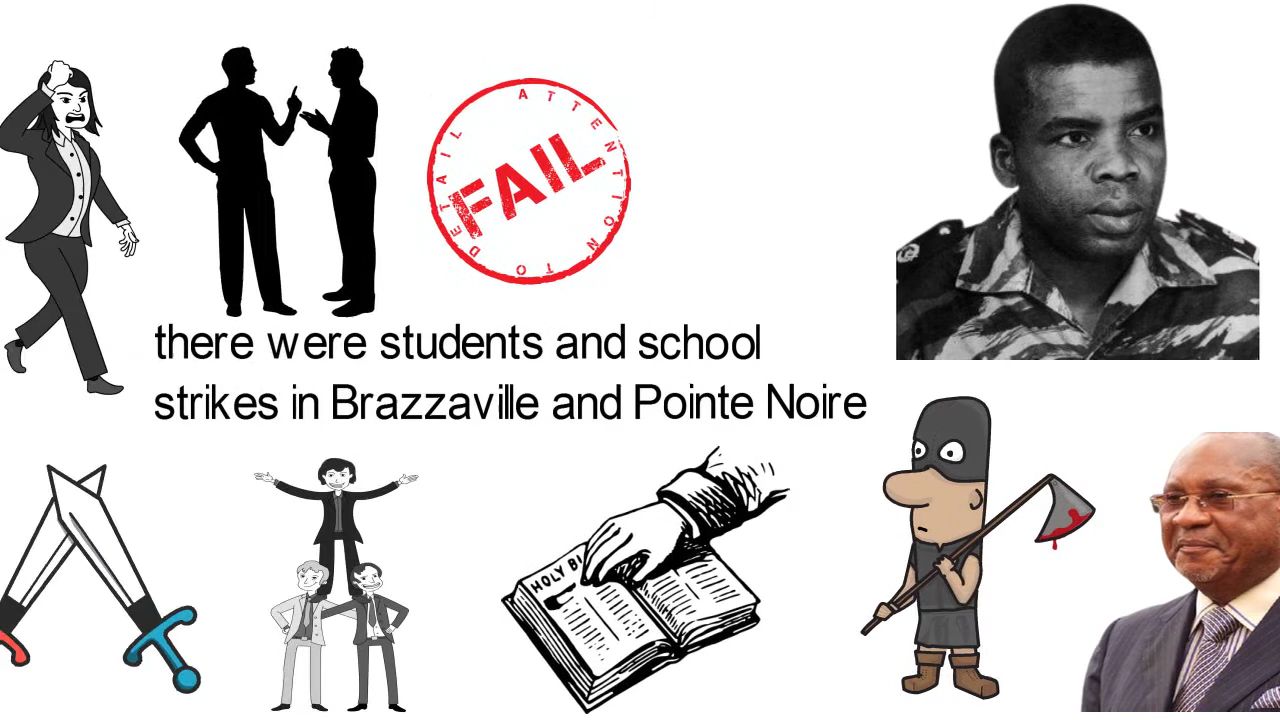 ATTENTION TO DETAIL
FAIL
there were students and school
strikes in Brazzaville and Pointe Noire
HOLY BI